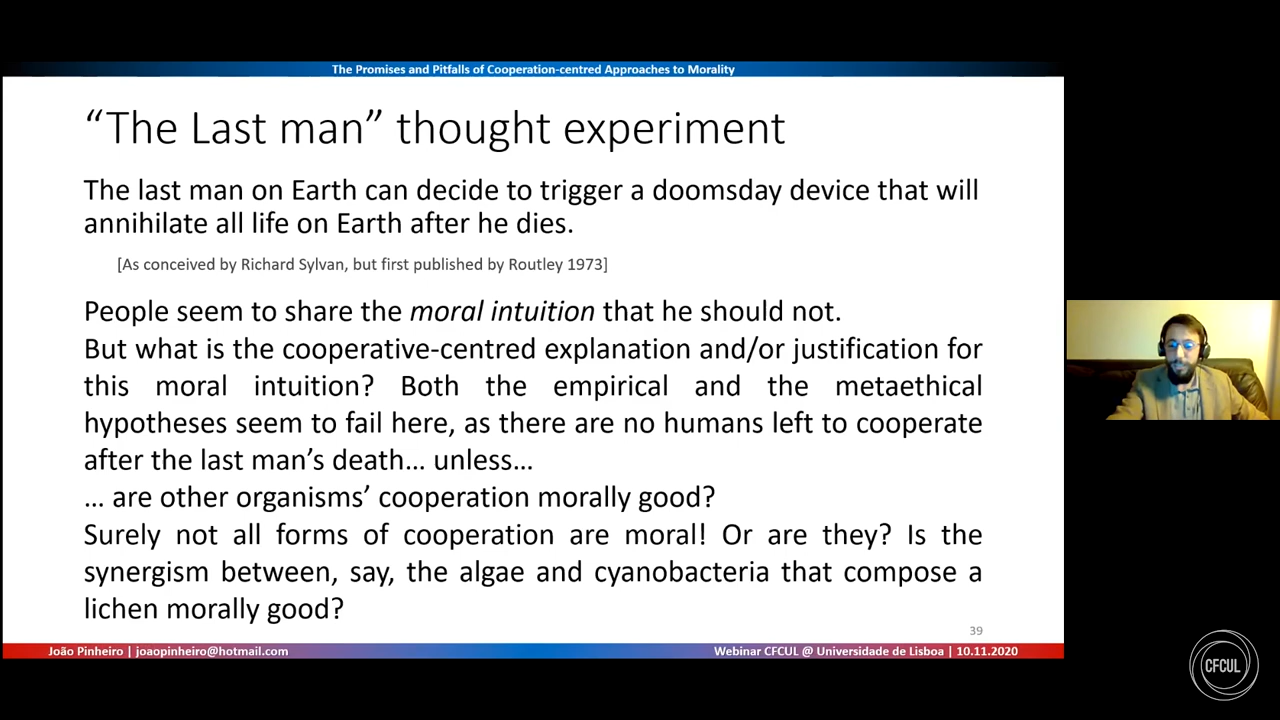 The Promises and Pitfalls of Cooperation-centred Approaches to Morality
“The Last man” thought experiment
The last man on Earth can decide to trigger a doomsday device that will
annihilate all life on Earth after he dies.
[As conceived by Richard Sylvan, but first published by Routley 1973]
People seem to share the moral intuition that he should not.
But what is the cooperative-centred explanation and/or justification for
this moral intuition? Both the empirical and the metaethical
hypotheses seem to fail here, as there are no humans left to cooperate
after the last man’s death… unless…
… are other organisms’ cooperation morally good?
Surely not all forms of cooperation are moral! Or are they? Is the
synergism between, say, the algae and cyanobacteria that compose a
lichen morally good?
39
João Pinheiro | joaopinheiro@hotmail.com
Webinar CFCUL @ Universidade de Lisboa | 10.11.2020
CFCUL